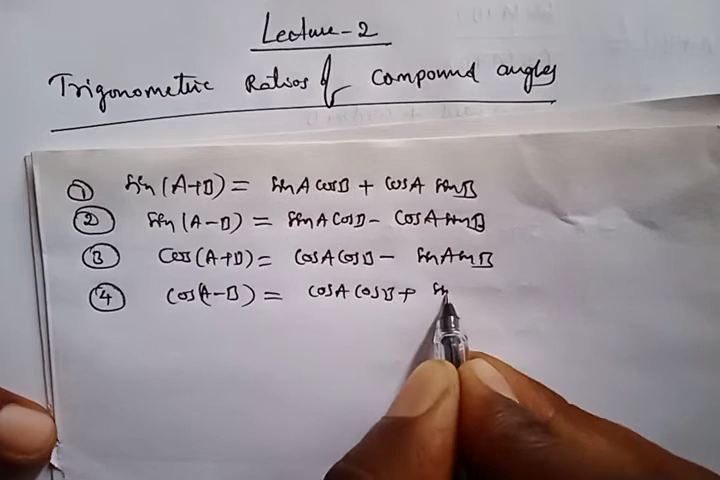 Lecture-2
Trigonometric Ratios of Compound angles
① Sin(A+B) = SinA CosB + CosA SinB
② Sin(A-B) = SinA CosB - CosA SinB
③ Cos(A+B) = CosA CosB - SinA SinB
④ Cos(A-B) = CosA CosB + Sin